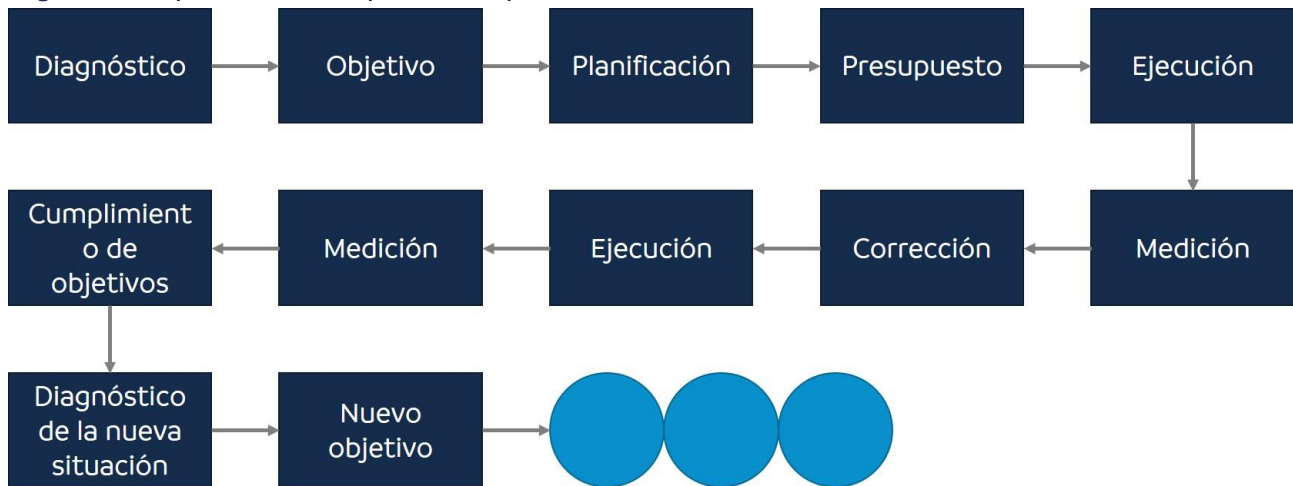 Diagnóstico
Objetivo
Planificación
Presupuesto
Ejecución
Cumplimient
o de
objetivos
Medición
Ejecución
Corrección
Medición
Diagnóstico
de la nueva
situación
Nuevo
objetivo